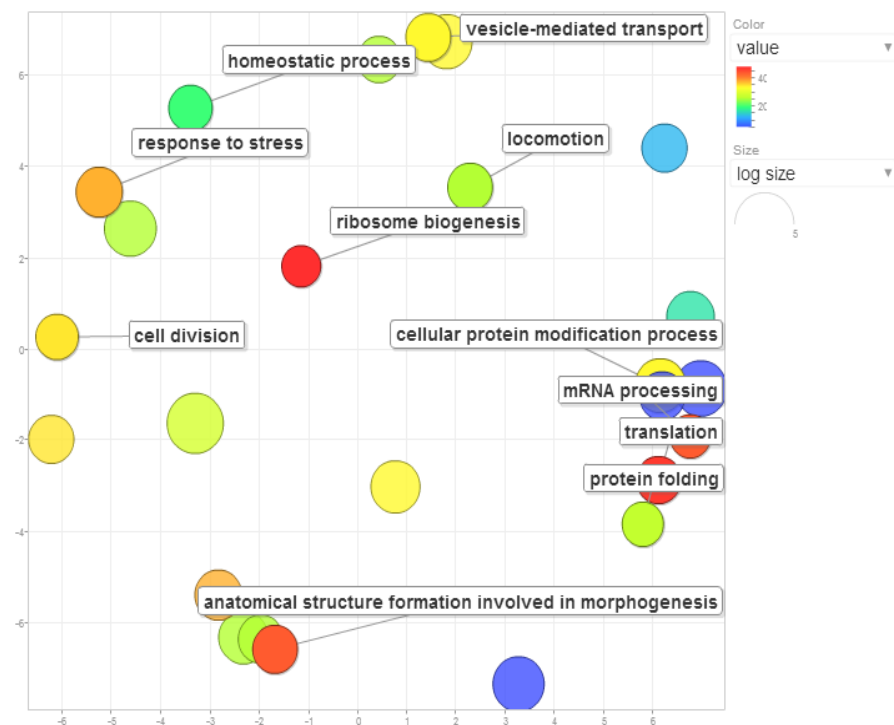 vesicle-mediated transport
homeostatic process
response to stress
locomotion
ribosome biogenesis
cell division
cellular protein modification process
mRNA processing
translation
protein folding
anatomical structure formation involved in morphogenesis
6
4
2
0
-2
-4
-6
-6 -5 -4 -3 -2 -1 0 1 2 3 4 5 6
Color
value
40
20
Size
log size
5